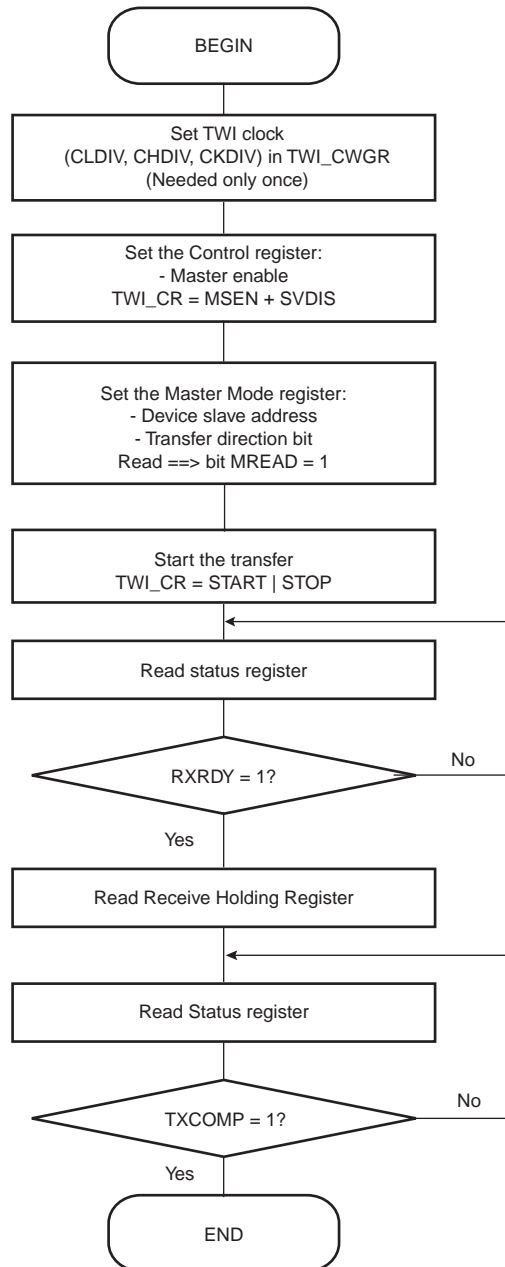 BEGIN
Set TWI clock
(CLDIV, CHDIV, CKDIV) in TWI_CWGR
(Needed only once)
Set the Control register:
- Master enable
TWI_CR = MSEN + SVDIS
Set the Master Mode register:
- Device slave address
- Transfer direction bit
Read ==> bit MREAD = 1
Start the transfer
TWI_CR = START | STOP
Read status register
RXRDY = 1?
No
Yes
Read Receive Holding Register
Read Status register
TXCOMP = 1?
No
Yes
END